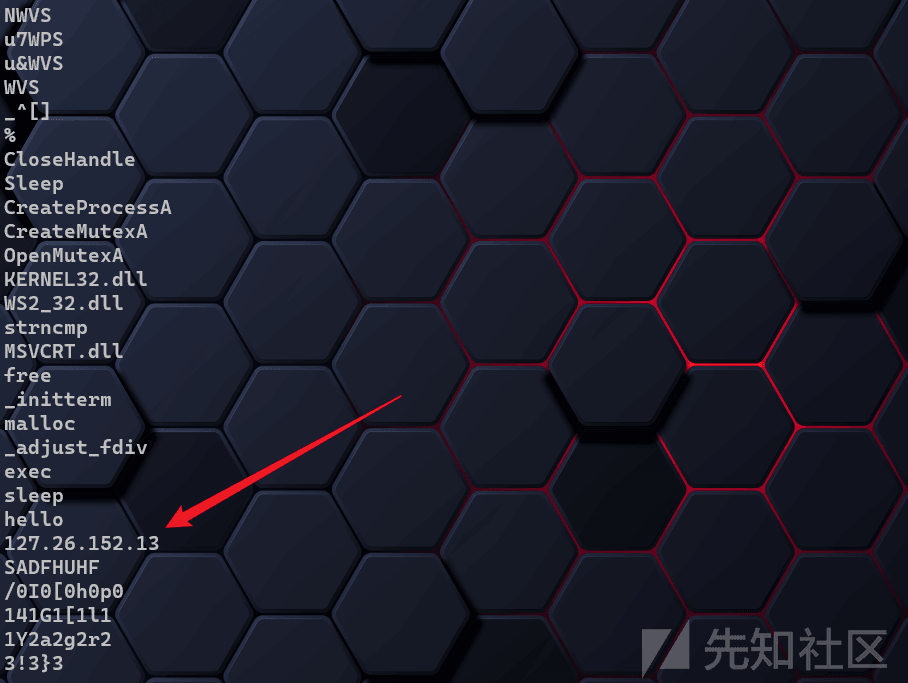 NWVS
u7WPS
u&WVS
WVS
_^[]
%
CloseHandle
Sleep
CreateProcessA
CreateMutexA
OpenMutexA
KERNEL32.dll
WS2_32.dll
strncmp
MSVCRT.dll
free
_initterm
malloc
_adjust_fdiv
exec
sleep
hello
127.26.152.13
SADFHUHF
/0I0[0h0p0
141G1[1l1
1Y2a2g2r2
3!3}3
先知社区